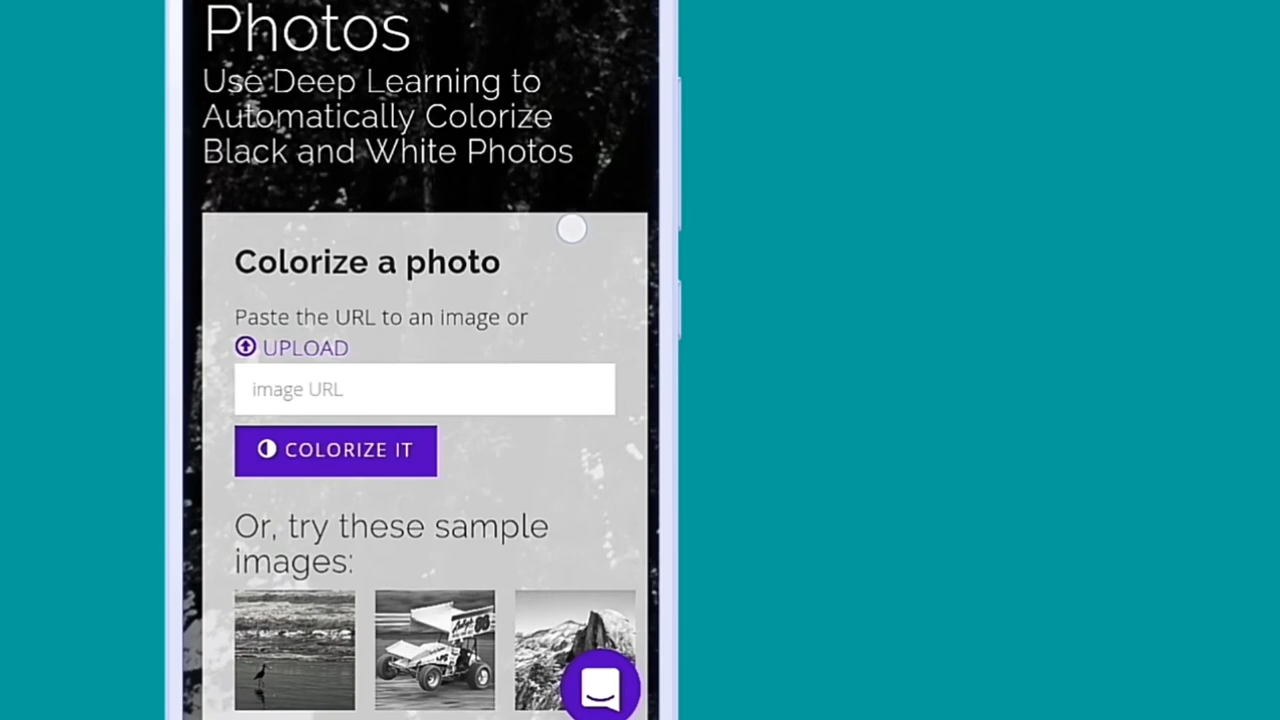 Photos
Use Deep Learning to
Automatically Colorize
Black and White Photos
Colorize a photo
Paste the URL to an image or
UPLOAD
image URL
COLORIZE IT
Or, try these sample
images: